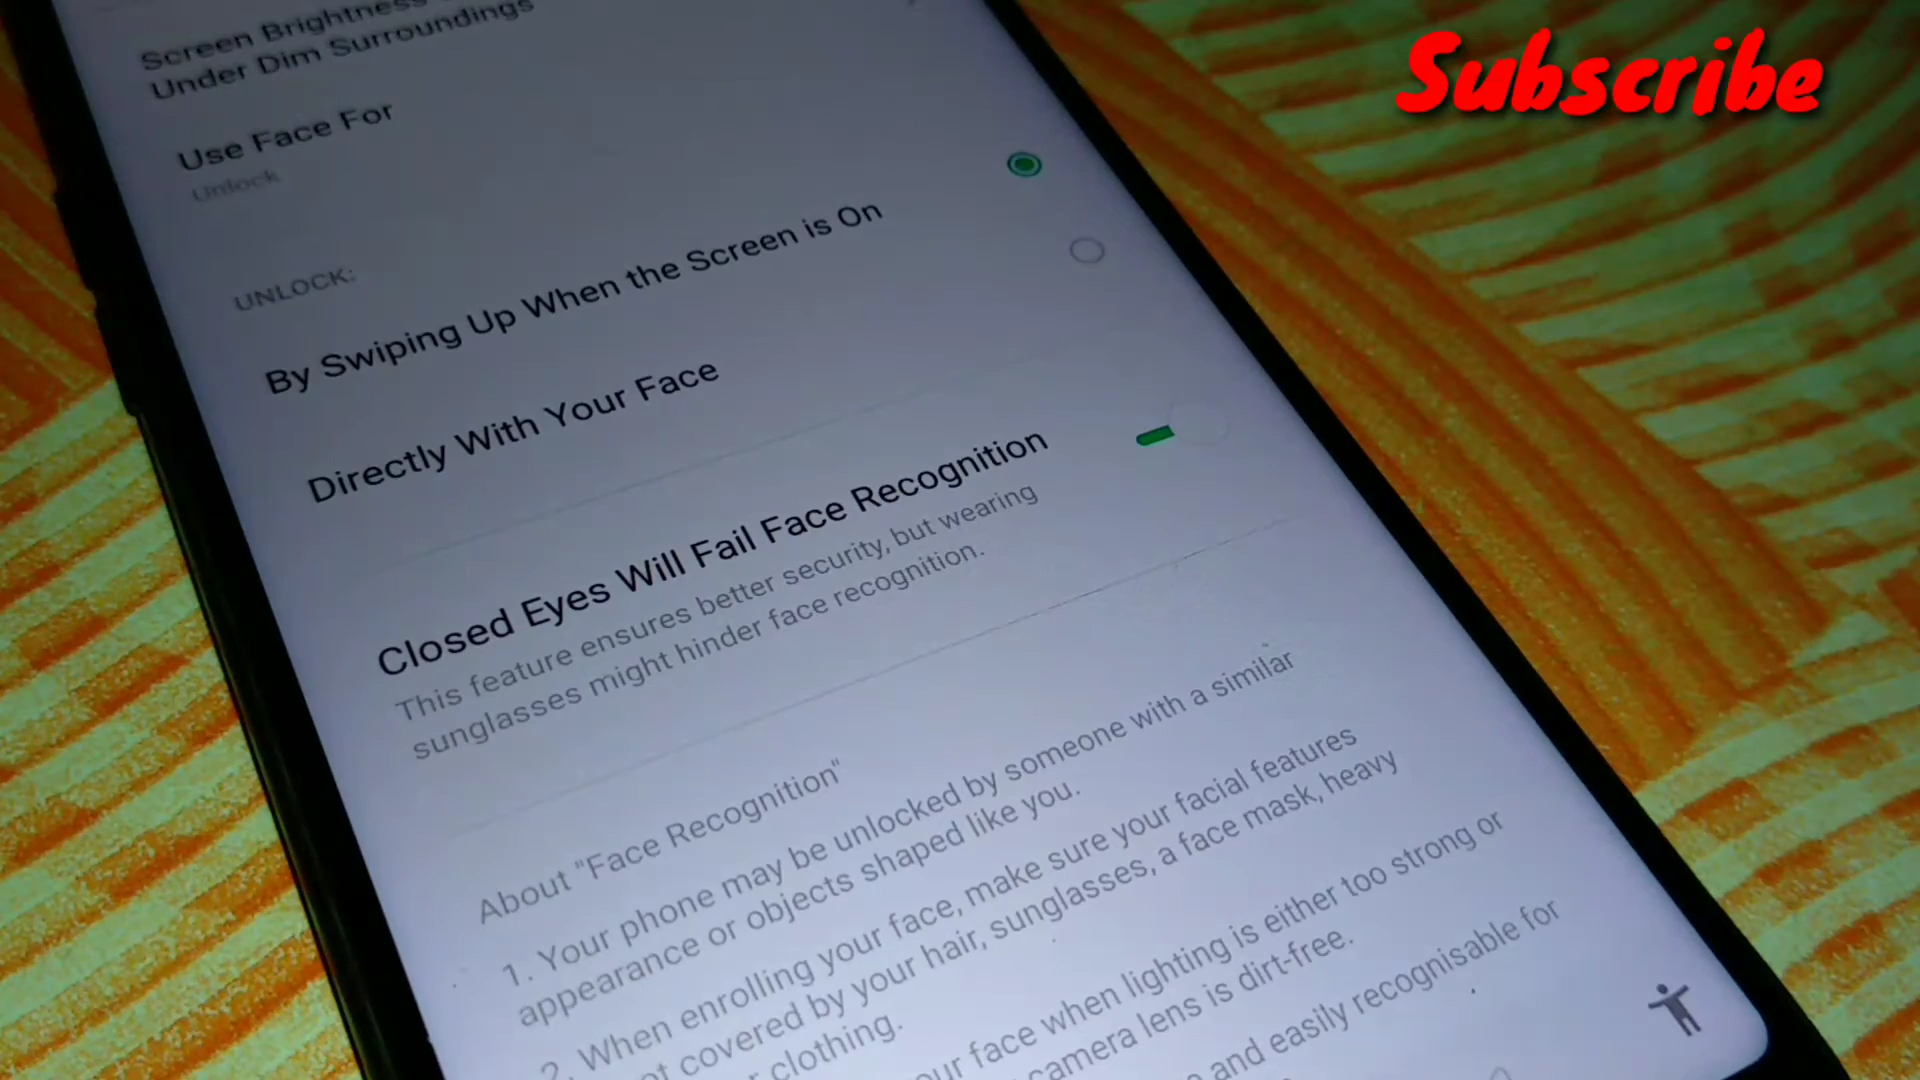 Subscribe
Screen Brightness
Under Dim Surroundings
Use Face For
Unlock
UNLOCK:
By Swiping Up When the Screen is On
Directly With Your Face
Closed Eyes Will Fail Face Recognition
This feature ensures better security, but wearing
sunglasses might hinder face recognition.
About "Face Recognition"
1. Your phone may be unlocked by someone with a similar
appearance or objects shaped like you.
2. When enrolling your face, make sure your facial features
covered by your hair, sunglasses, a face mask, heavy
clothing.
face when lighting is either too strong or
camera lens is dirt-free.
and easily recognisable for